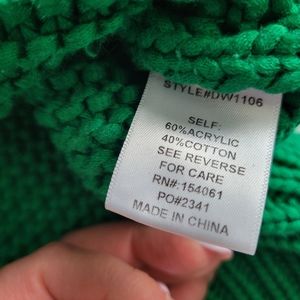 STYLE#DW1106
SELF:
60%ACRYLIC
40%COTTON
SEE REVERSE
FOR CARE
RN#: 154061
PO#2341
MADE IN CHINA